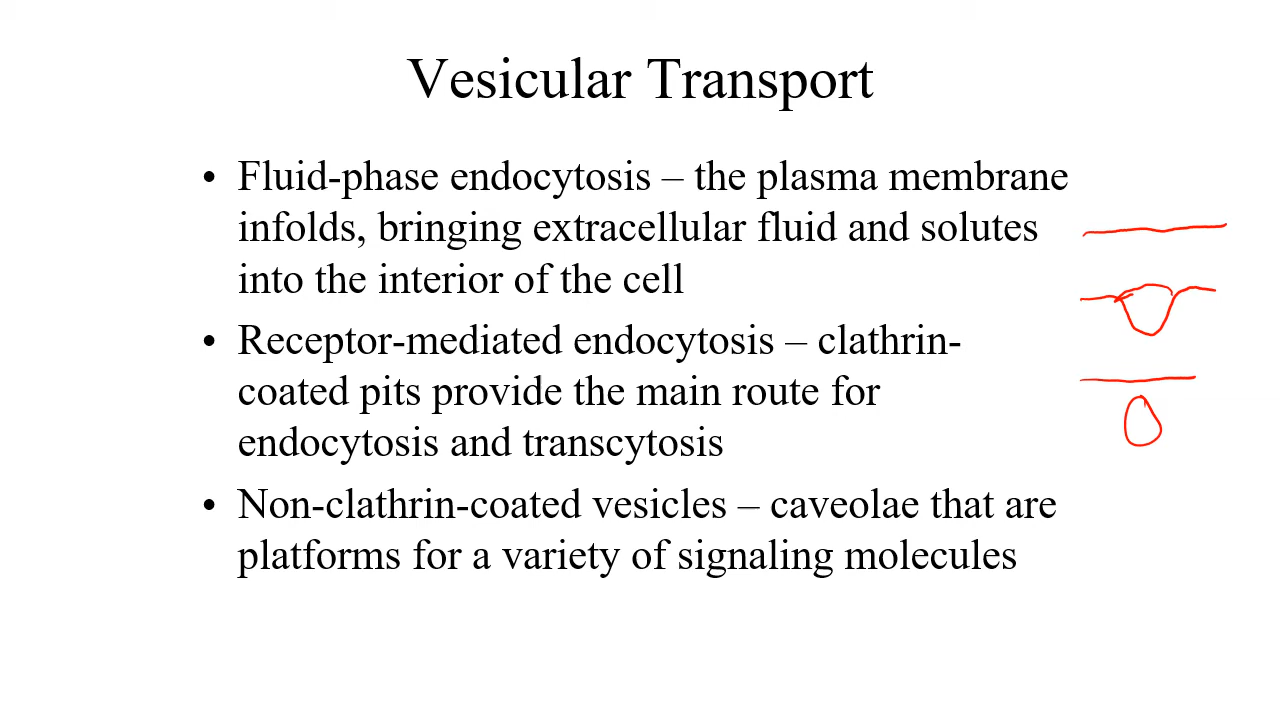 Vesicular Transport
• Fluid-phase endocytosis – the plasma membrane
infolds, bringing extracellular fluid and solutes
into the interior of the cell
• Receptor-mediated endocytosis – clathrin-
coated pits provide the main route for
endocytosis and transcytosis
• Non-clathrin-coated vesicles – caveolae that are
platforms for a variety of signaling molecules